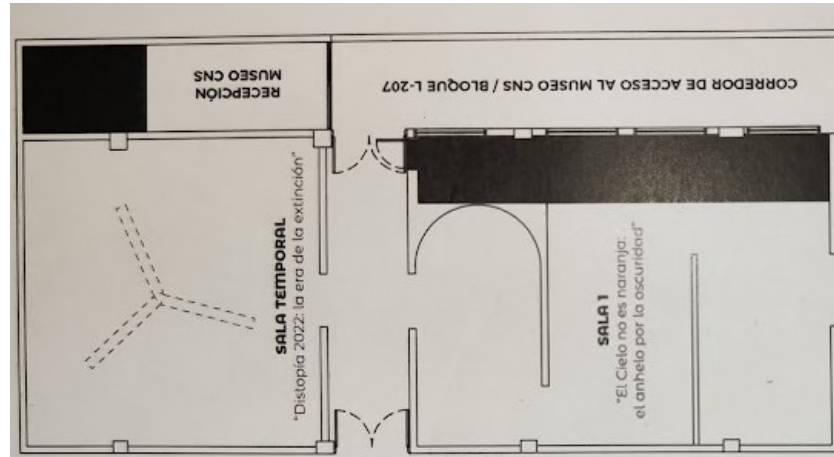 RECEPCIÓN
MUSEO CNS
CORREDOR DE ACCESO AL MUSEO CNS / BLOQUE L-207
SALA TEMPORAL
"Distopía 2022: la era de la extinción"
SALA 1
"El Cielo no es naranja:
el anhelo por la oscuridad"